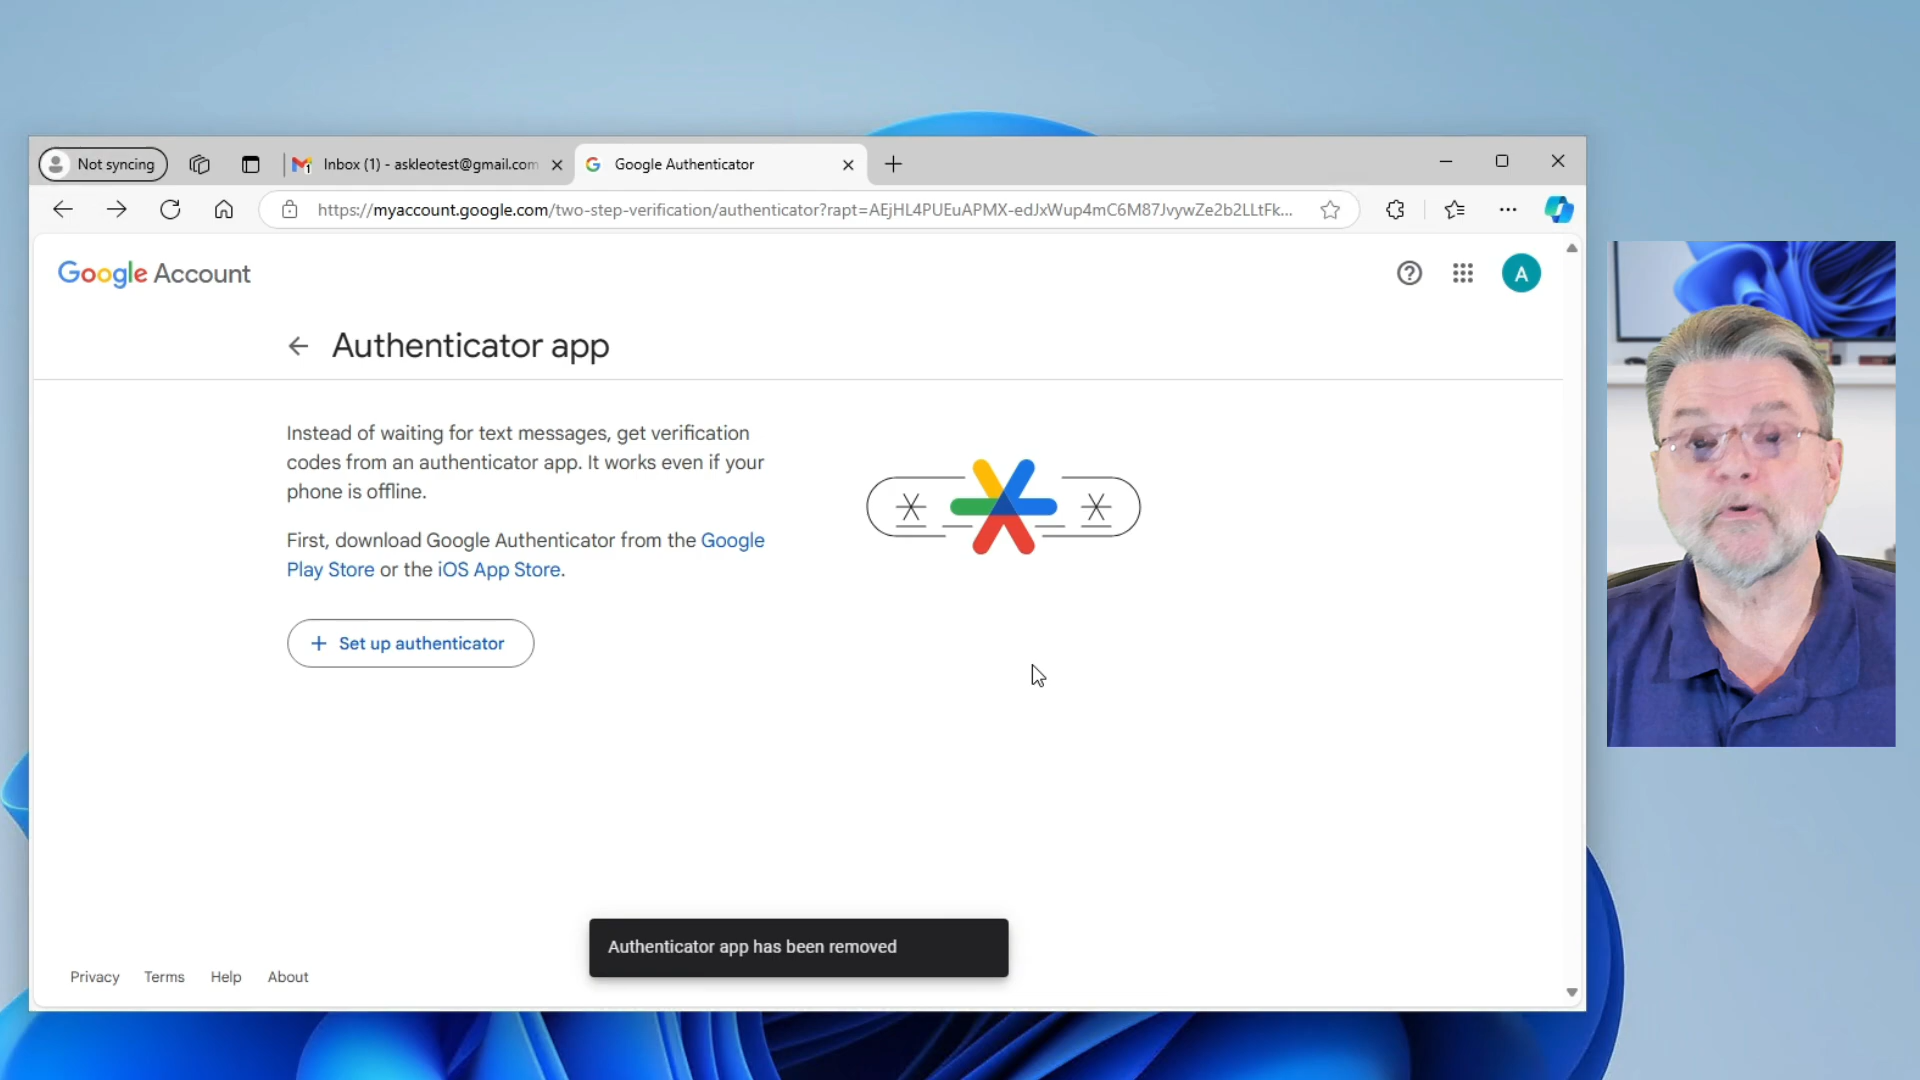 Not syncing
Inbox (1) - askleotest@gmail.com
Google Authenticator
https://myaccount.google.com/two-step-verification/authenticator?rapt=AEjHL4PUEuAPMX-edJxWup4mC6M87JvywZe2b2LLtFk...
Google Account
A
Authenticator app
Instead of waiting for text messages, get verification
codes from an authenticator app. It works even if your
phone is offline.
First, download Google Authenticator from the Google
Play Store or the iOS App Store.
+ Set up authenticator
Authenticator app has been removed
Privacy Terms Help About